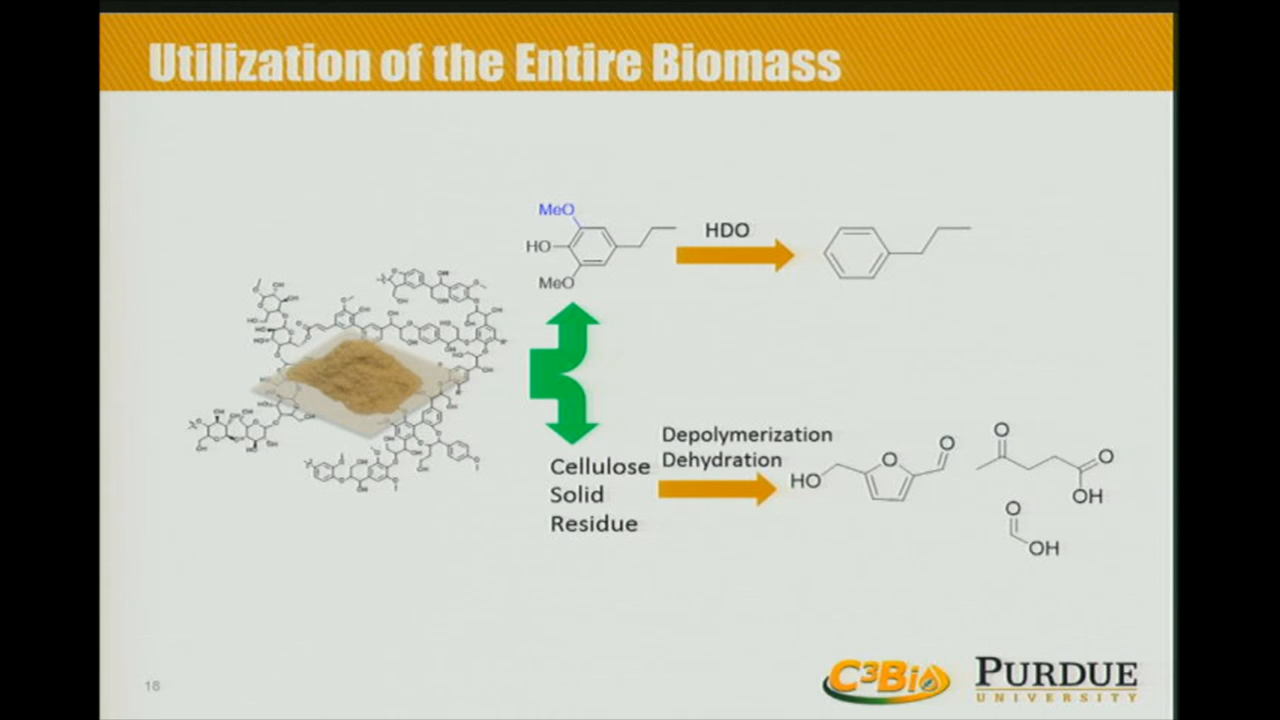 Utilization of the Entire Biomass
MeO
HO
MeO
HDO
Cellulose
Solid
Residue
Depolymerization
Dehydration
HO
O
O
O
O
OH
O
OH
18
C3Bio
PURDUE
UNIVERSITY